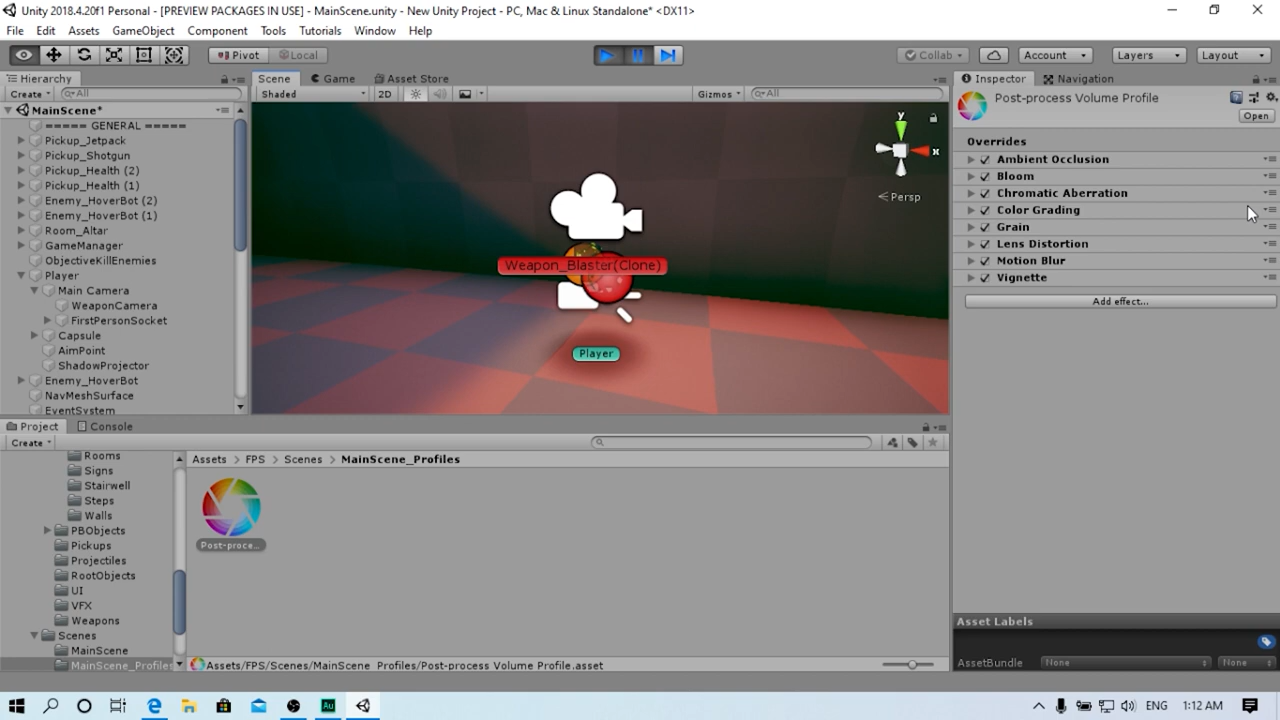 Unity 2018.4.20f1 Personal - [PREVIEW PACKAGES IN USE] - MainScene.unity - New Unity Project - PC, Mac & Linux Standalone* <DX11>
File Edit Assets GameObject Component Tools Tutorials Window Help
Pivot Local Collab Account Layers Layout
Hierarchy
Create All
MainScene*
===== GENERAL =====
Pickup_Jetpack
Pickup_Shotgun
Pickup_Health (2)
Pickup_Health (1)
Enemy_HoverBot (2)
Enemy_HoverBot (1)
Room_Altar
GameManager
ObjectiveKillEnemies
Player
Main Camera
WeaponCamera
FirstPersonSocket
Capsule
AimPoint
ShadowProjector
Enemy_HoverBot
NavMeshSurface
EventSystem
Scene Game Asset Store
Shaded 2D Gizmos All
y
x
Persp
Weapon_Blaster(Clone)
Player
Inspector Navigation
Post-process Volume Profile
Open
Overrides
Ambient Occlusion
Bloom
Chromatic Aberration
Color Grading
Grain
Lens Distortion
Motion Blur
Vignette
Add effect...
Asset Labels
AssetBundle None None
Project Console
Create
Rooms
Signs
Stairwell
Steps
Walls
PBObjects
Pickups
Projectiles
RootObjects
UI
VFX
Weapons
Scenes
MainScene
MainScene_Profiles
Assets > FPS > Scenes > MainScene_Profiles
Post-proce...
Assets/FPS/Scenes/MainScene_Profiles/Post-process Volume Profile.asset
Au
ENG 1:12 AM